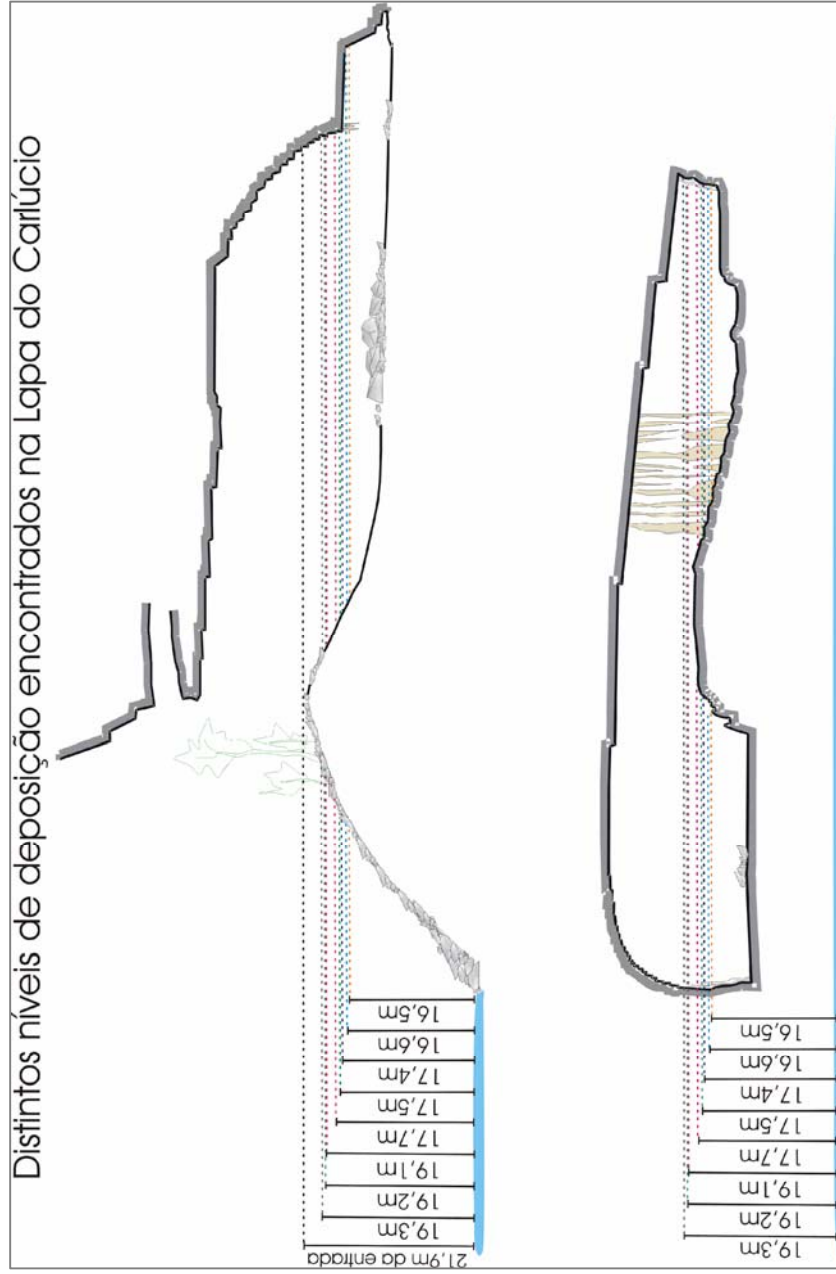 Distintos níveis de deposição encontrados na Lapa do Carlúcio
21,9m da entrada
19,3m
19,2m
19,1m
17,7m
17,5m
17,4m
16,6m
16,5m
19,3m
19,2m
19,1m
17,7m
17,5m
17,4m
16,6m
16,5m